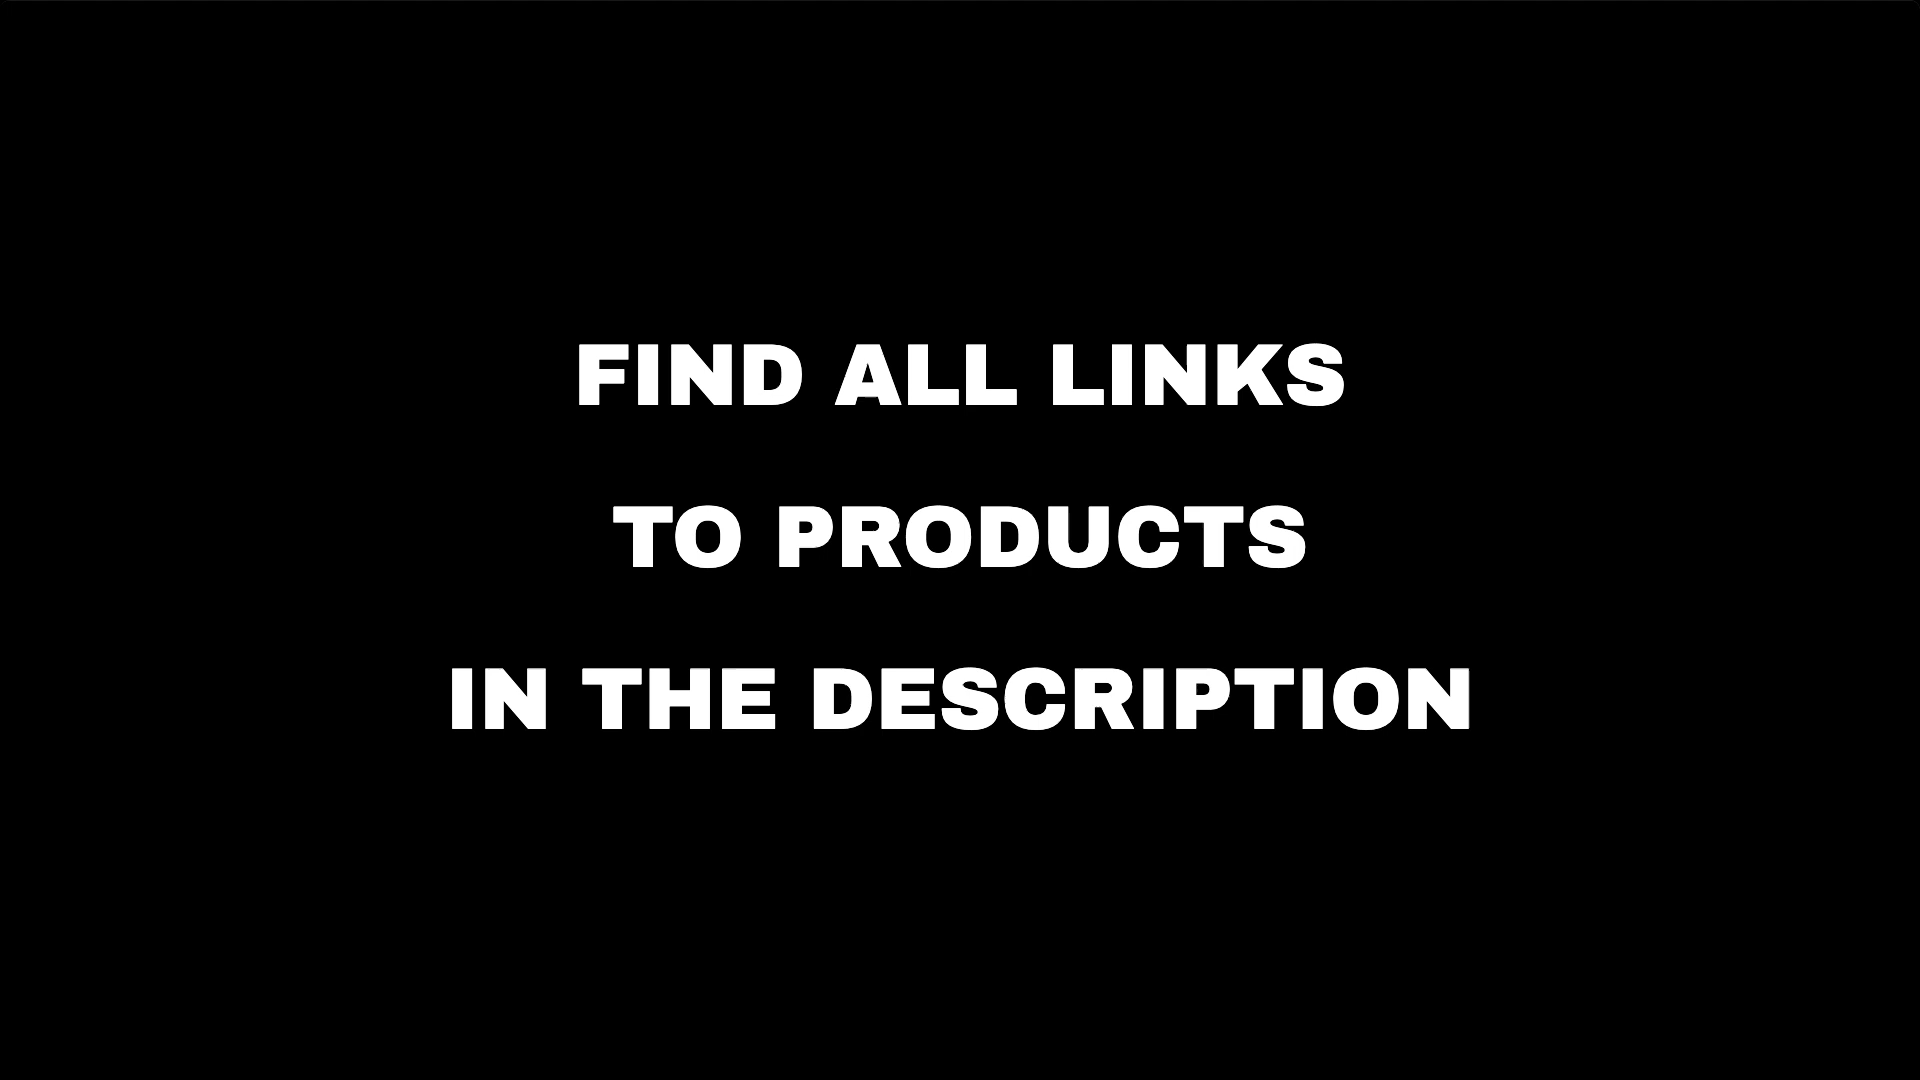 FIND ALL LINKS
TO PRODUCTS
IN THE DESCRIPTION